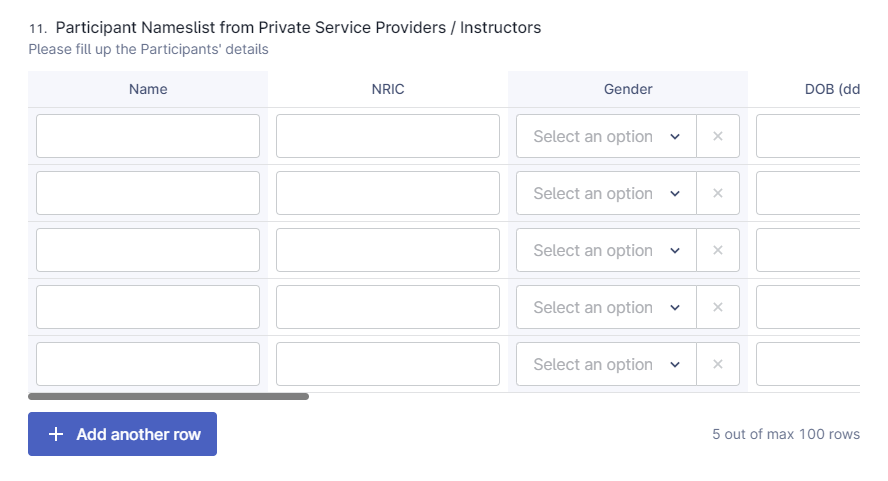 11. Participant Nameslist from Private Service Providers / Instructors
Please fill up the Participants' details
Name NRIC Gender DOB (dd
Select an option
Select an option
Select an option
Select an option
Select an option
Add another row 5 out of max 100 rows